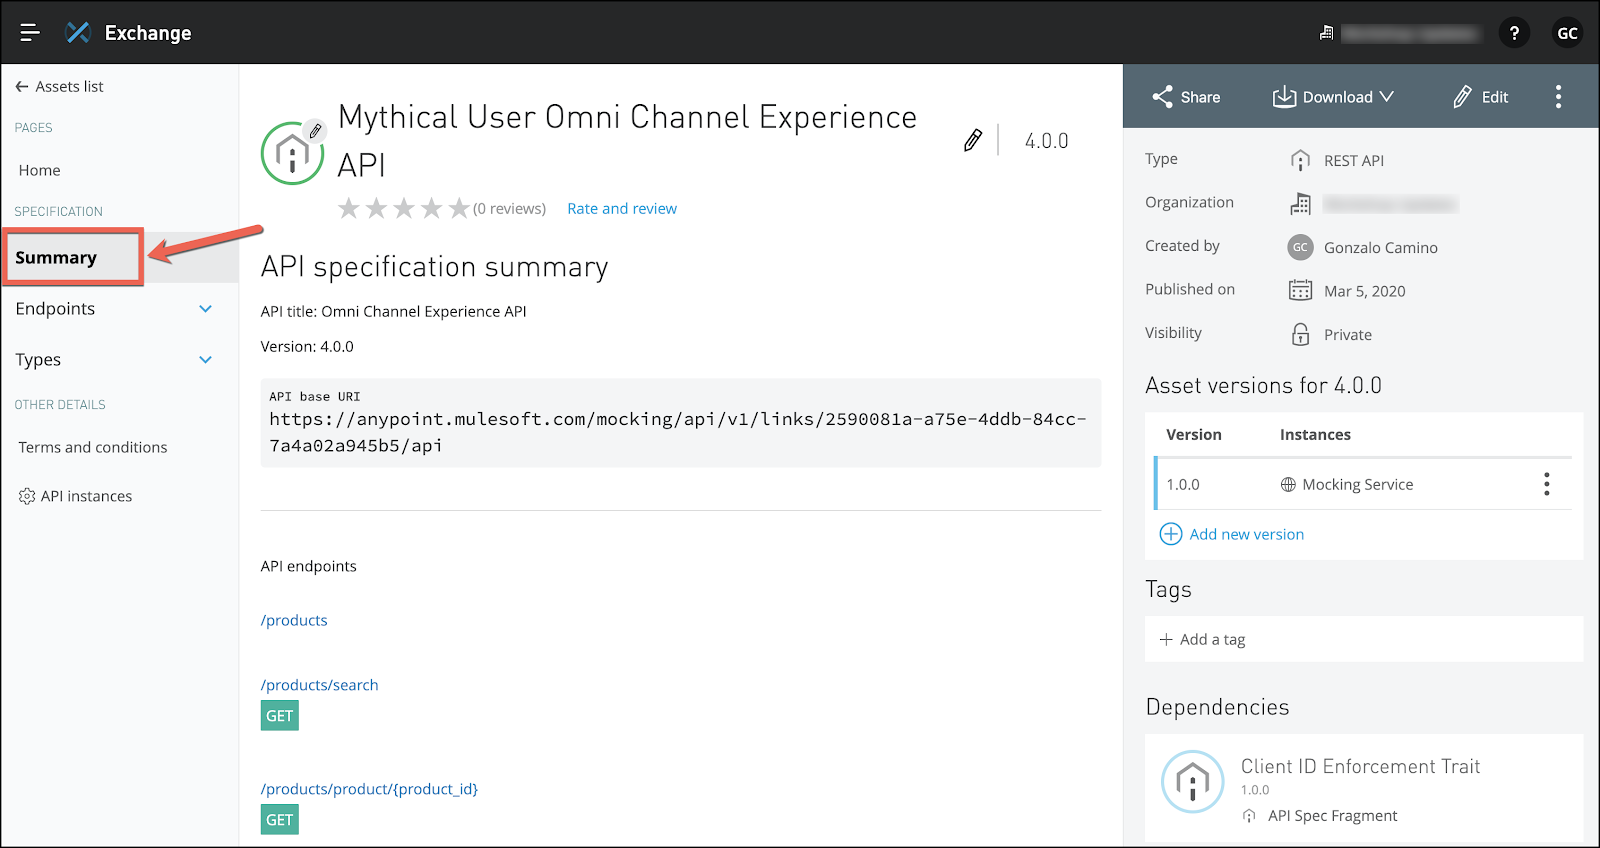 Exchange
?
GC
Assets list
PAGES
Home
SPECIFICATION
Summary
Endpoints
Types
OTHER DETAILS
Terms and conditions
API instances
Mythical User Omni Channel Experience
API
4.0.0
(0 reviews) Rate and review
API specification summary
API title: Omni Channel Experience API
Version: 4.0.0
API base URI
https://anypoint.mulesoft.com/mocking/api/v1/links/2590081a-a75e-4ddb-84cc-
7a4a02a945b5/api
API endpoints
/products
/products/search
GET
/products/product/{product_id}
GET
Share Download Edit
Type REST API
Organization
Created by GC Gonzalo Camino
Published on Mar 5, 2020
Visibility Private
Asset versions for 4.0.0
Version Instances
1.0.0 Mocking Service
Add new version
Tags
Add a tag
Dependencies
Client ID Enforcement Trait
1.0.0
API Spec Fragment